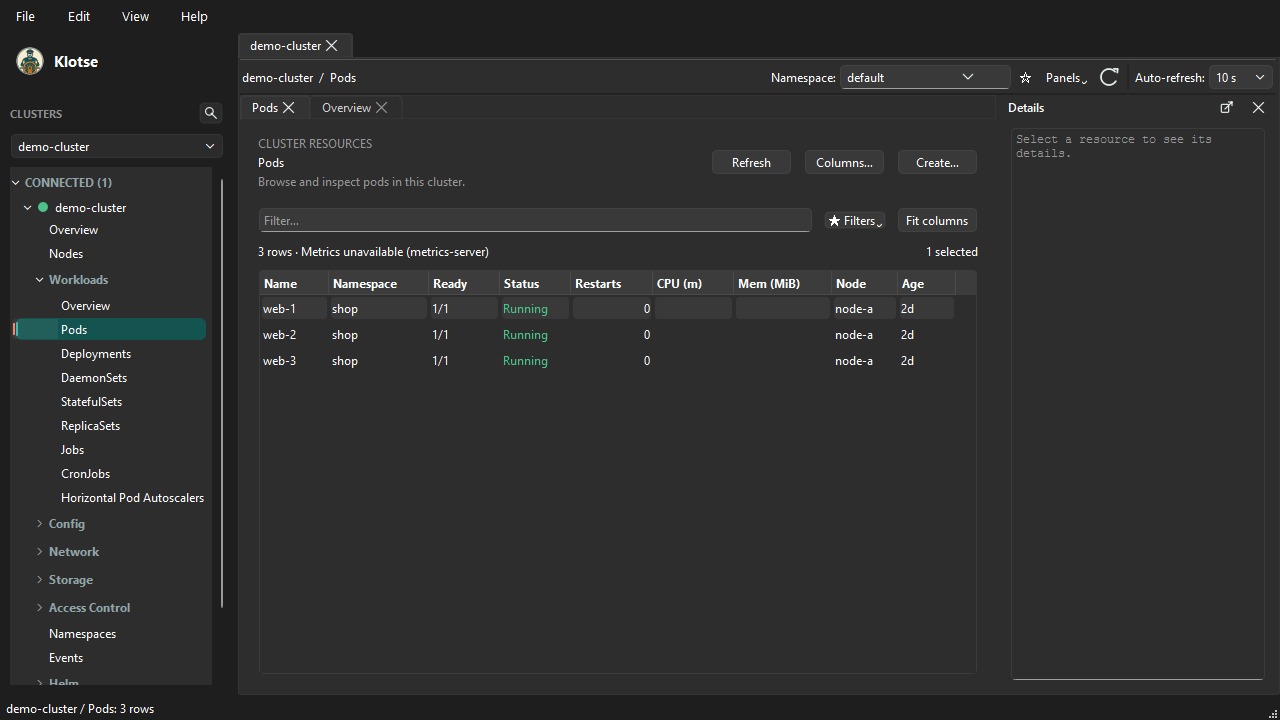 File Edit View Help
Klotse
demo-cluster
demo-cluster / Pods
Namespace: default
Panels
Auto-refresh: 10 s
CLUSTERS
demo-cluster
CONNECTED (1)
demo-cluster
Overview
Nodes
Workloads
Overview
Pods
Deployments
DaemonSets
StatefulSets
ReplicaSets
Jobs
CronJobs
Horizontal Pod Autoscalers
Config
Network
Storage
Access Control
Namespaces
Events
Helm
Pods Overview
CLUSTER RESOURCES
Pods
Browse and inspect pods in this cluster.
Refresh Columns... Create...
Filter...
Filters
Fit columns
3 rows · Metrics unavailable (metrics-server)
1 selected
Name Namespace Ready Status Restarts CPU (m) Mem (MiB) Node Age
web-1 shop 1/1 Running 0 node-a 2d
web-2 shop 1/1 Running 0 node-a 2d
web-3 shop 1/1 Running 0 node-a 2d
Details
Select a resource to see its
details.
demo-cluster / Pods: 3 rows